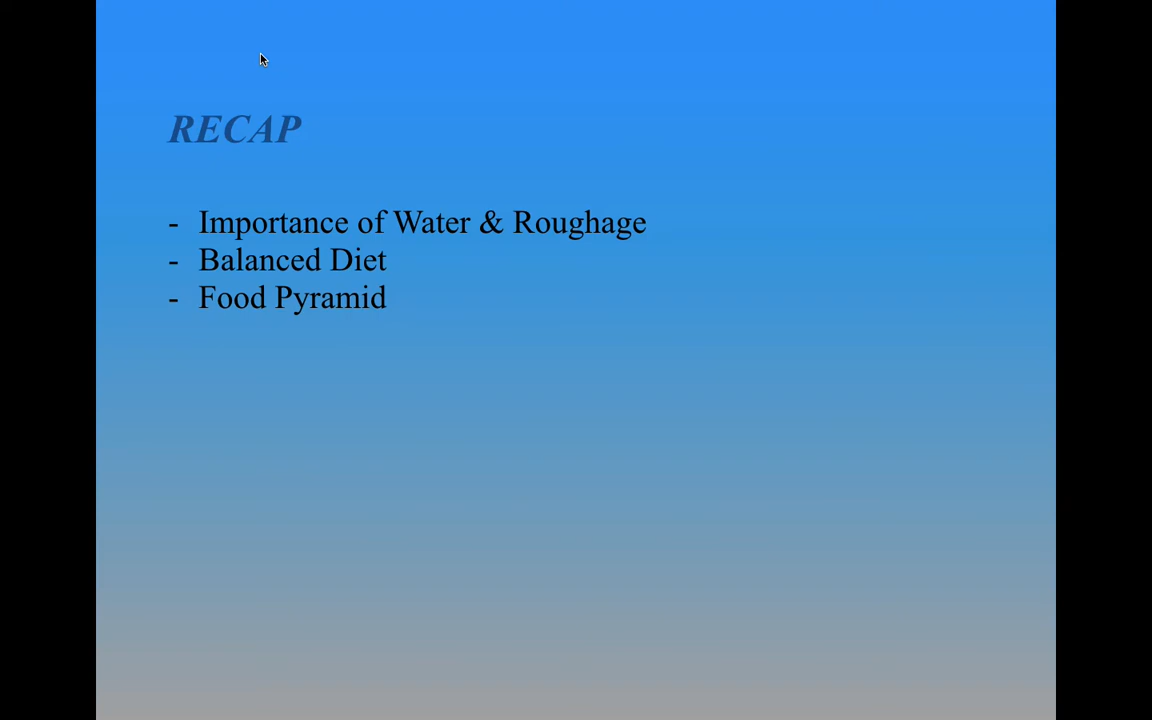 RECAP
- Importance of Water & Roughage
- Balanced Diet
- Food Pyramid